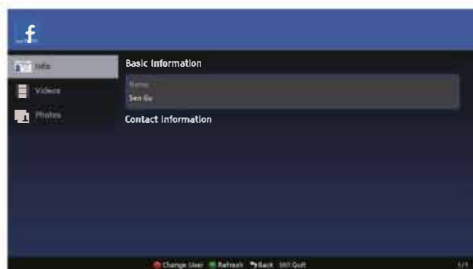 f
Info
Basic Information
Videos
Name
Sen Gu
Photos
Contact Information
Change User Refresh Back Quit
1/1